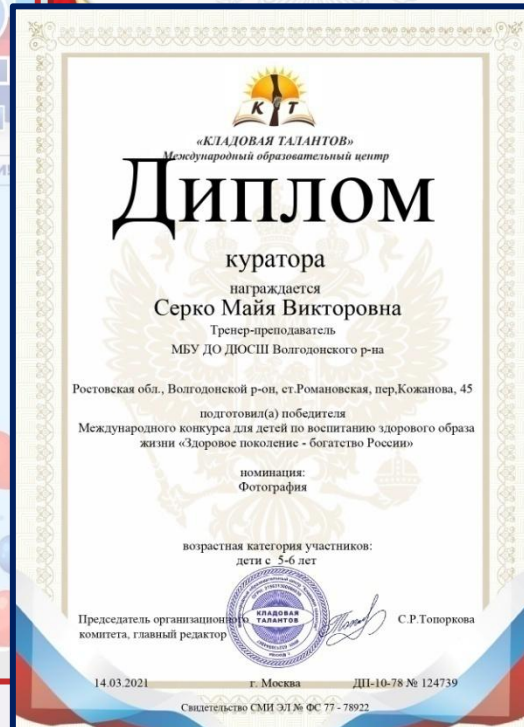 К Т
«КЛАДОВАЯ ТАЛАНТОВ»
Международный образовательный центр
Диплом
куратора
награждается
Серко Майя Викторовна
Тренер-преподаватель
МБУ ДО ДЮСШ Волгодонского р-на
Ростовская обл., Волгодонской р-он, ст.Романовская, пер,Кожанова, 45
подготовил(а) победителя
Международного конкурса для детей по воспитанию здорового образа
жизни «Здоровое поколение - богатство России»
номинация:
Фотография
возрастная категория участников:
дети с 5-6 лет
КЛАДОВАЯ
ТАЛАНТОВ
Председатель организационного
комитета, главный редактор
С.Р.Топоркова
14.03.2021 г. Москва ДП-10-78 № 124739
Свидетельство СМИ ЭЛ № ФС 77 - 78922